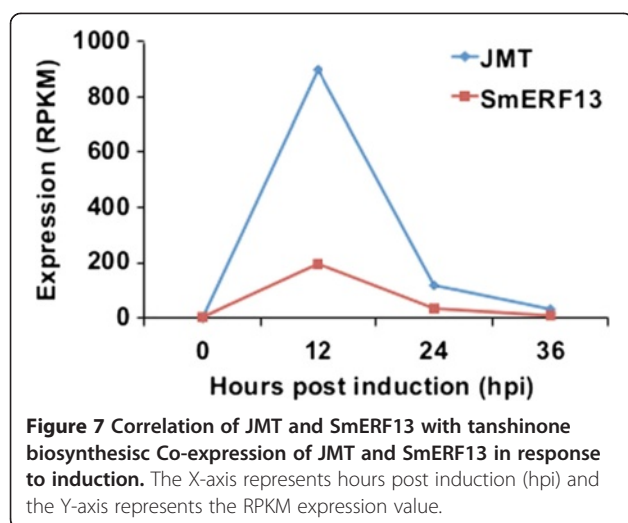 1000
800
600
400
200
0
Expression (RPKM)
JMT
SmERF13
0 12 24 36
Hours post induction (hpi)
Figure 7 Correlation of JMT and SmERF13 with tanshinone
biosynthesisc Co-expression of JMT and SmERF13 in response
to induction. The X-axis represents hours post induction (hpi) and
the Y-axis represents the RPKM expression value.